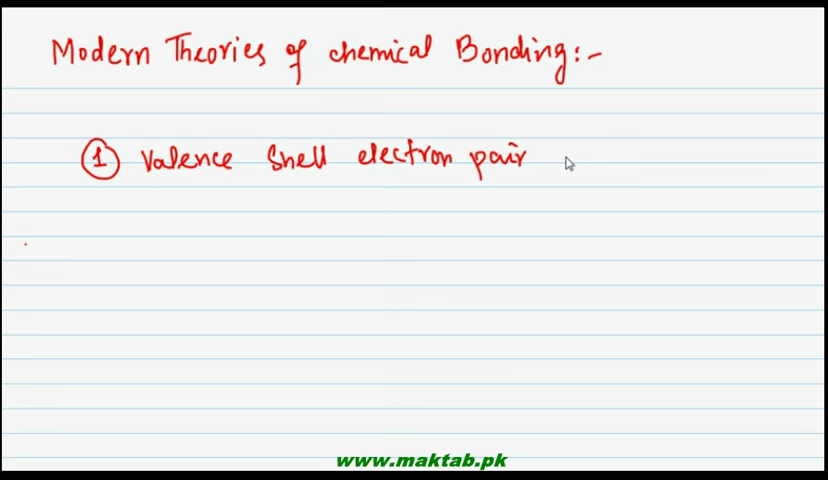 Modern Theories of chemical Bonding:-
1 Valence Shell electron pair
www.maktab.pk